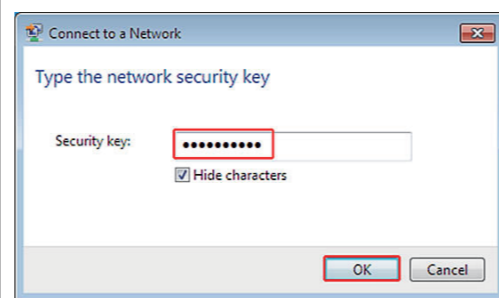 Connect to a Network
Type the network security key
Security key: ••••••••••
Hide characters
OK Cancel